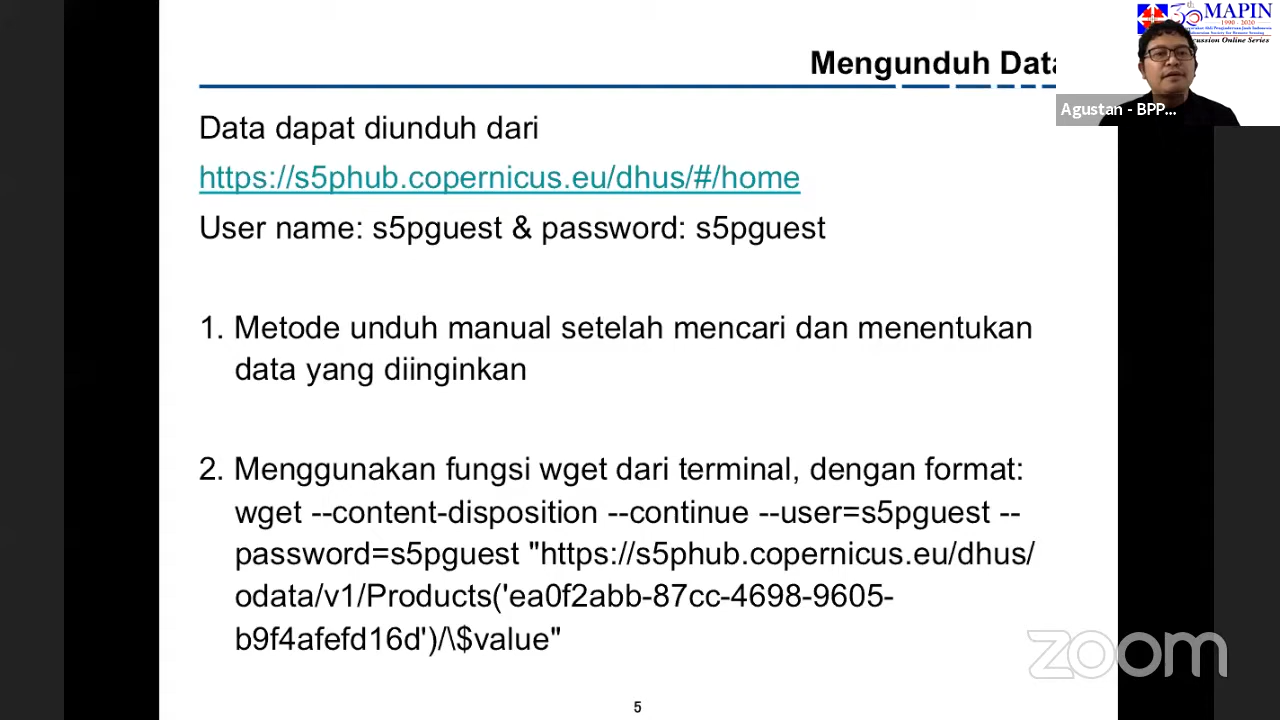 MAPIN
1990 - 2020
Mengunduh Data
Agustan - BPP...
Data dapat diunduh dari
https://s5phub.copernicus.eu/dhus/#/home
User name: s5pguest & password: s5pguest
1. Metode unduh manual setelah mencari dan menentukan
data yang diinginkan
2. Menggunakan fungsi wget dari terminal, dengan format:
wget --content-disposition --continue --user=s5pguest --
password=s5pguest "https://s5phub.copernicus.eu/dhus/
odata/v1/Products('ea0f2abb-87cc-4698-9605-
b9f4afefd16d')/\$value"
zoom
5